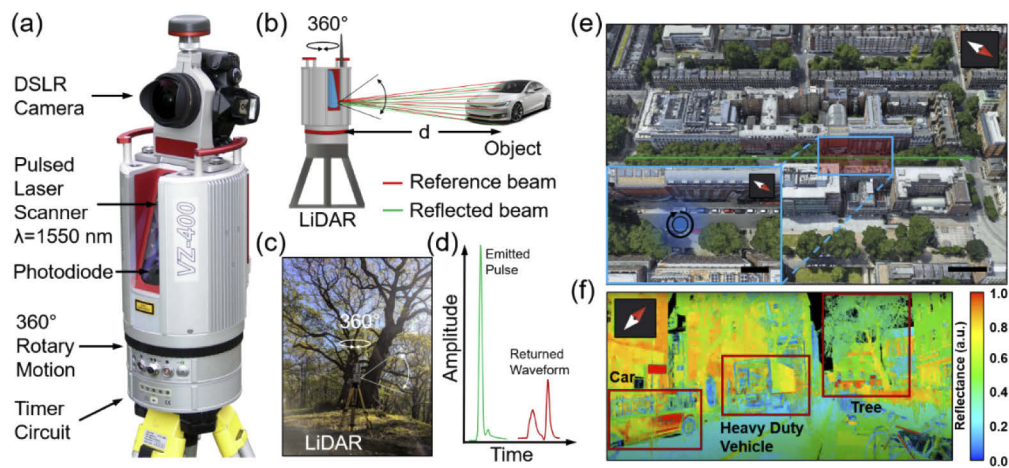 (a)
DSLR
Camera
Pulsed
Laser
Scanner
λ=1550 nm
Photodiode
360°
Rotary
Motion
Timer
Circuit
VZ-400
(b)
360°
d
Object
Reference beam
Reflected beam
LiDAR
(c)
360°
LiDAR
(d)
Emitted
Pulse
Returned
Waveform
Amplitude
Time
(e)
(f)
Car
Heavy Duty
Vehicle
Tree
1.0
0.8
0.6
0.4
0.2
0.0
Reflectance (a.u.)